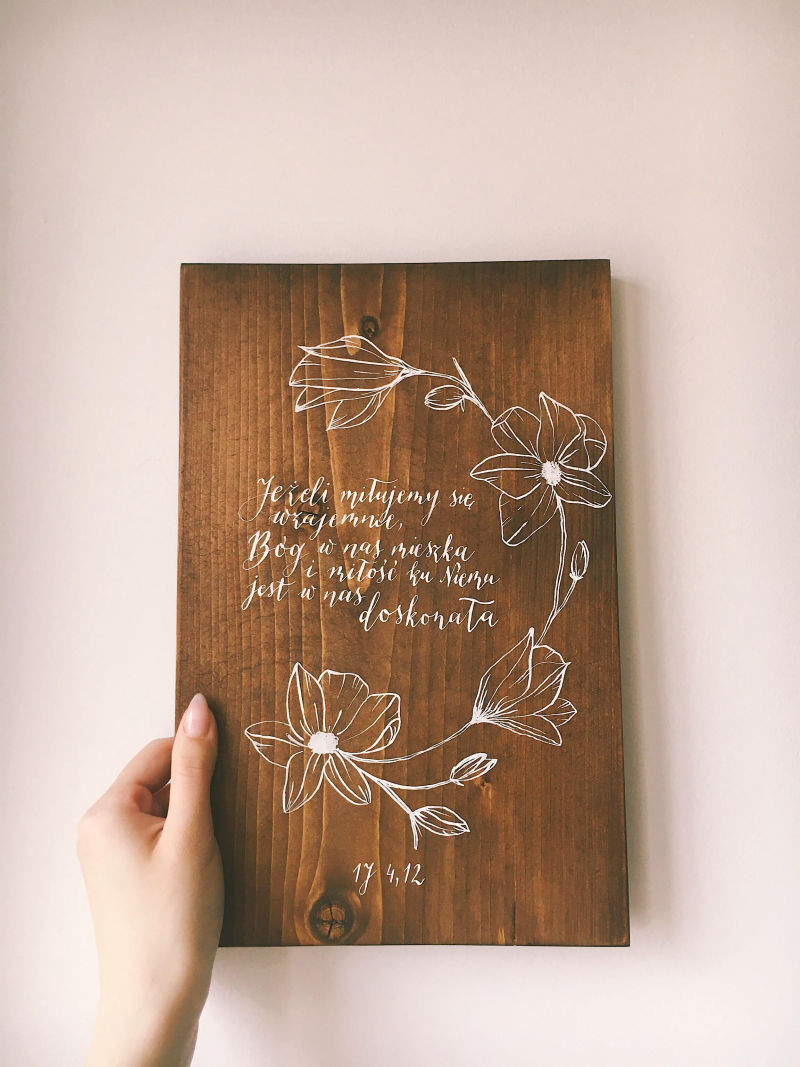 Jeżeli miłujemy się
wzajemnie,
Bóg w nas mieszka
i miłość ku Niemu
jest w nas
doskonała
1J 4,12